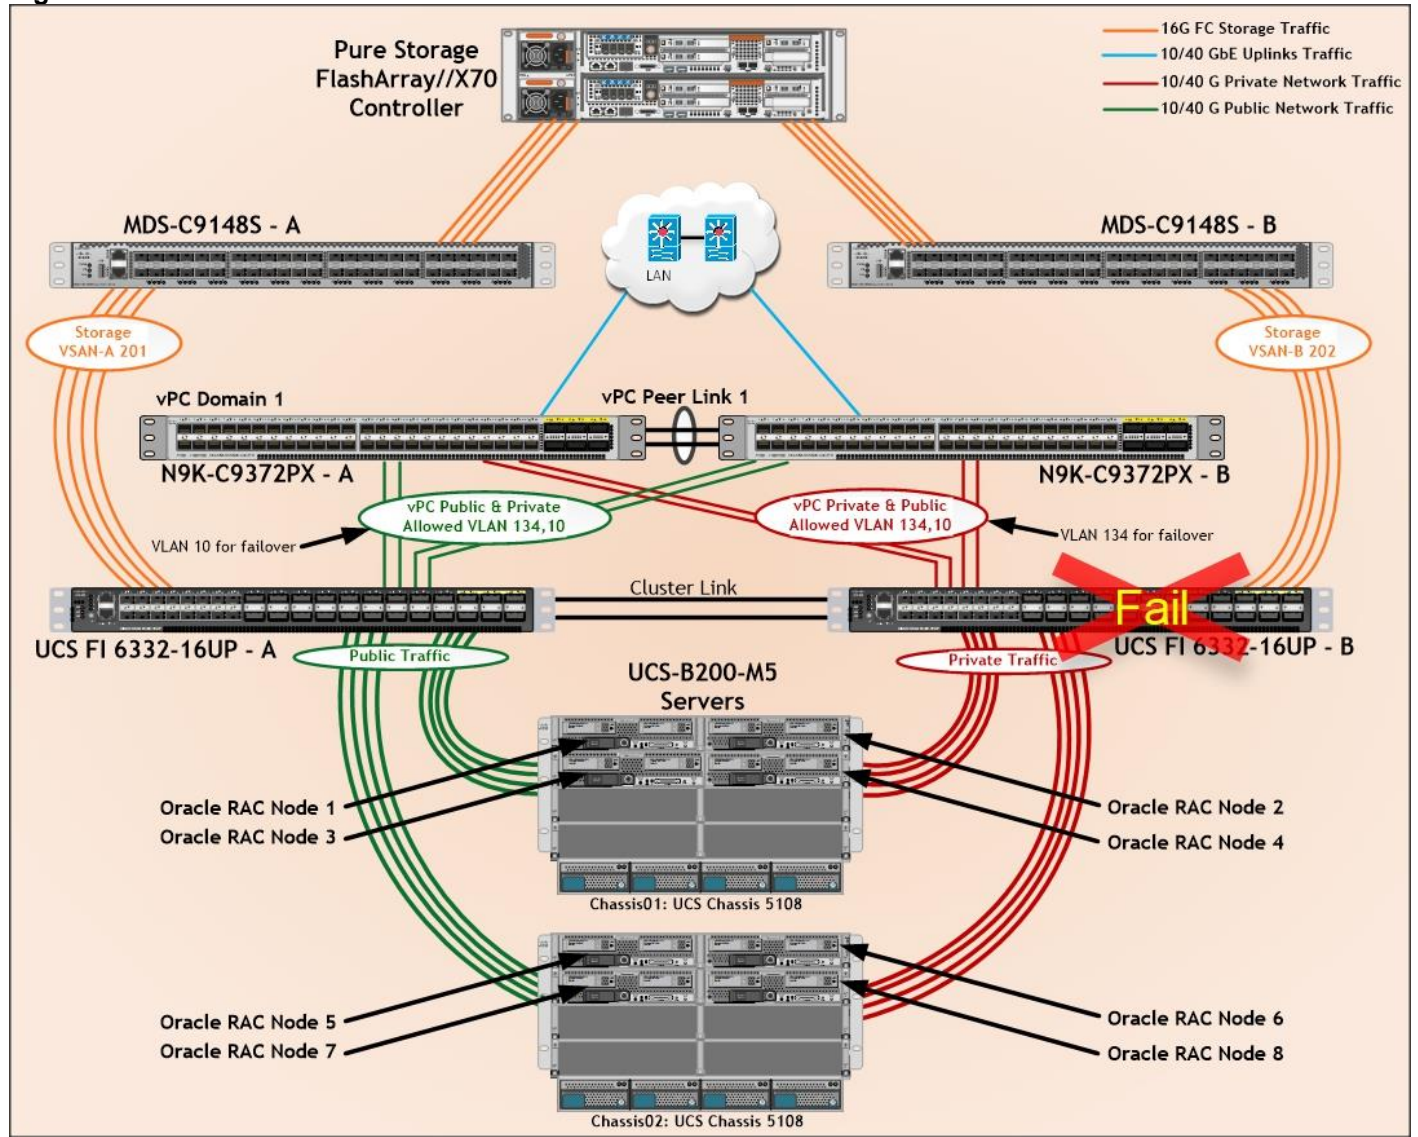 Pure Storage
FlashArray//X70
Controller
16G FC Storage Traffic
10/40 GbE Uplinks Traffic
10/40 G Private Network Traffic
10/40 G Public Network Traffic
MDS-C9148S - A
MDS-C9148S - B
LAN
Storage
VSAN-A 201
Storage
VSAN-B 202
vPC Domain 1
vPC Peer Link 1
N9K-C9372PX - A
N9K-C9372PX - B
vPC Public & Private
Allowed VLAN 134,10
vPC Private & Public
Allowed VLAN 134,10
VLAN 10 for failover
VLAN 134 for failover
Cluster Link
Fail
UCS FI 6332-16UP - A
UCS FI 6332-16UP - B
Public Traffic
Private Traffic
UCS-B200-M5
Servers
Oracle RAC Node 1
Oracle RAC Node 3
Oracle RAC Node 2
Oracle RAC Node 4
Chassis01: UCS Chassis 5108
Oracle RAC Node 5
Oracle RAC Node 7
Oracle RAC Node 6
Oracle RAC Node 8
Chassis02: UCS Chassis 5108